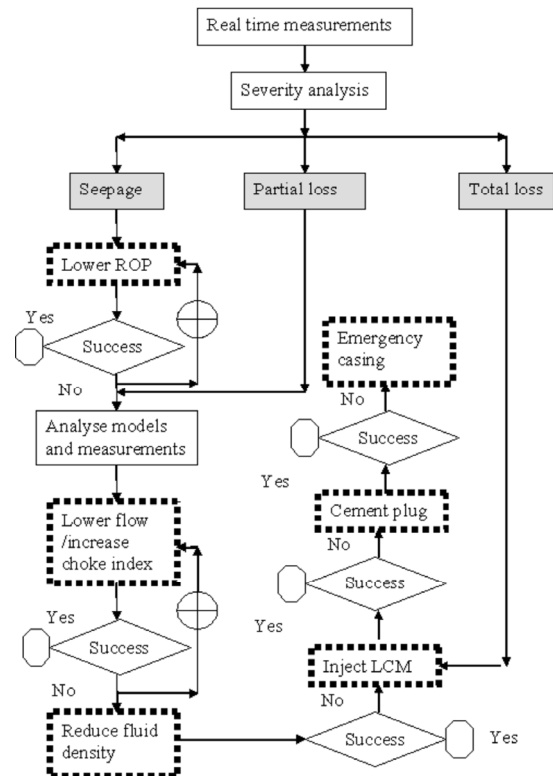 Real time measurements
Severity analysis
Seepage
Partial loss
Total loss
Lower ROP
Yes
Success
No
Analyse models
and measurements
Lower flow
/increase
choke index
Yes
Success
No
Reduce fluid
density
Success
Yes
No
Inject LCM
Yes
Success
No
Cement plug
Yes
Success
No
Emergency
casing